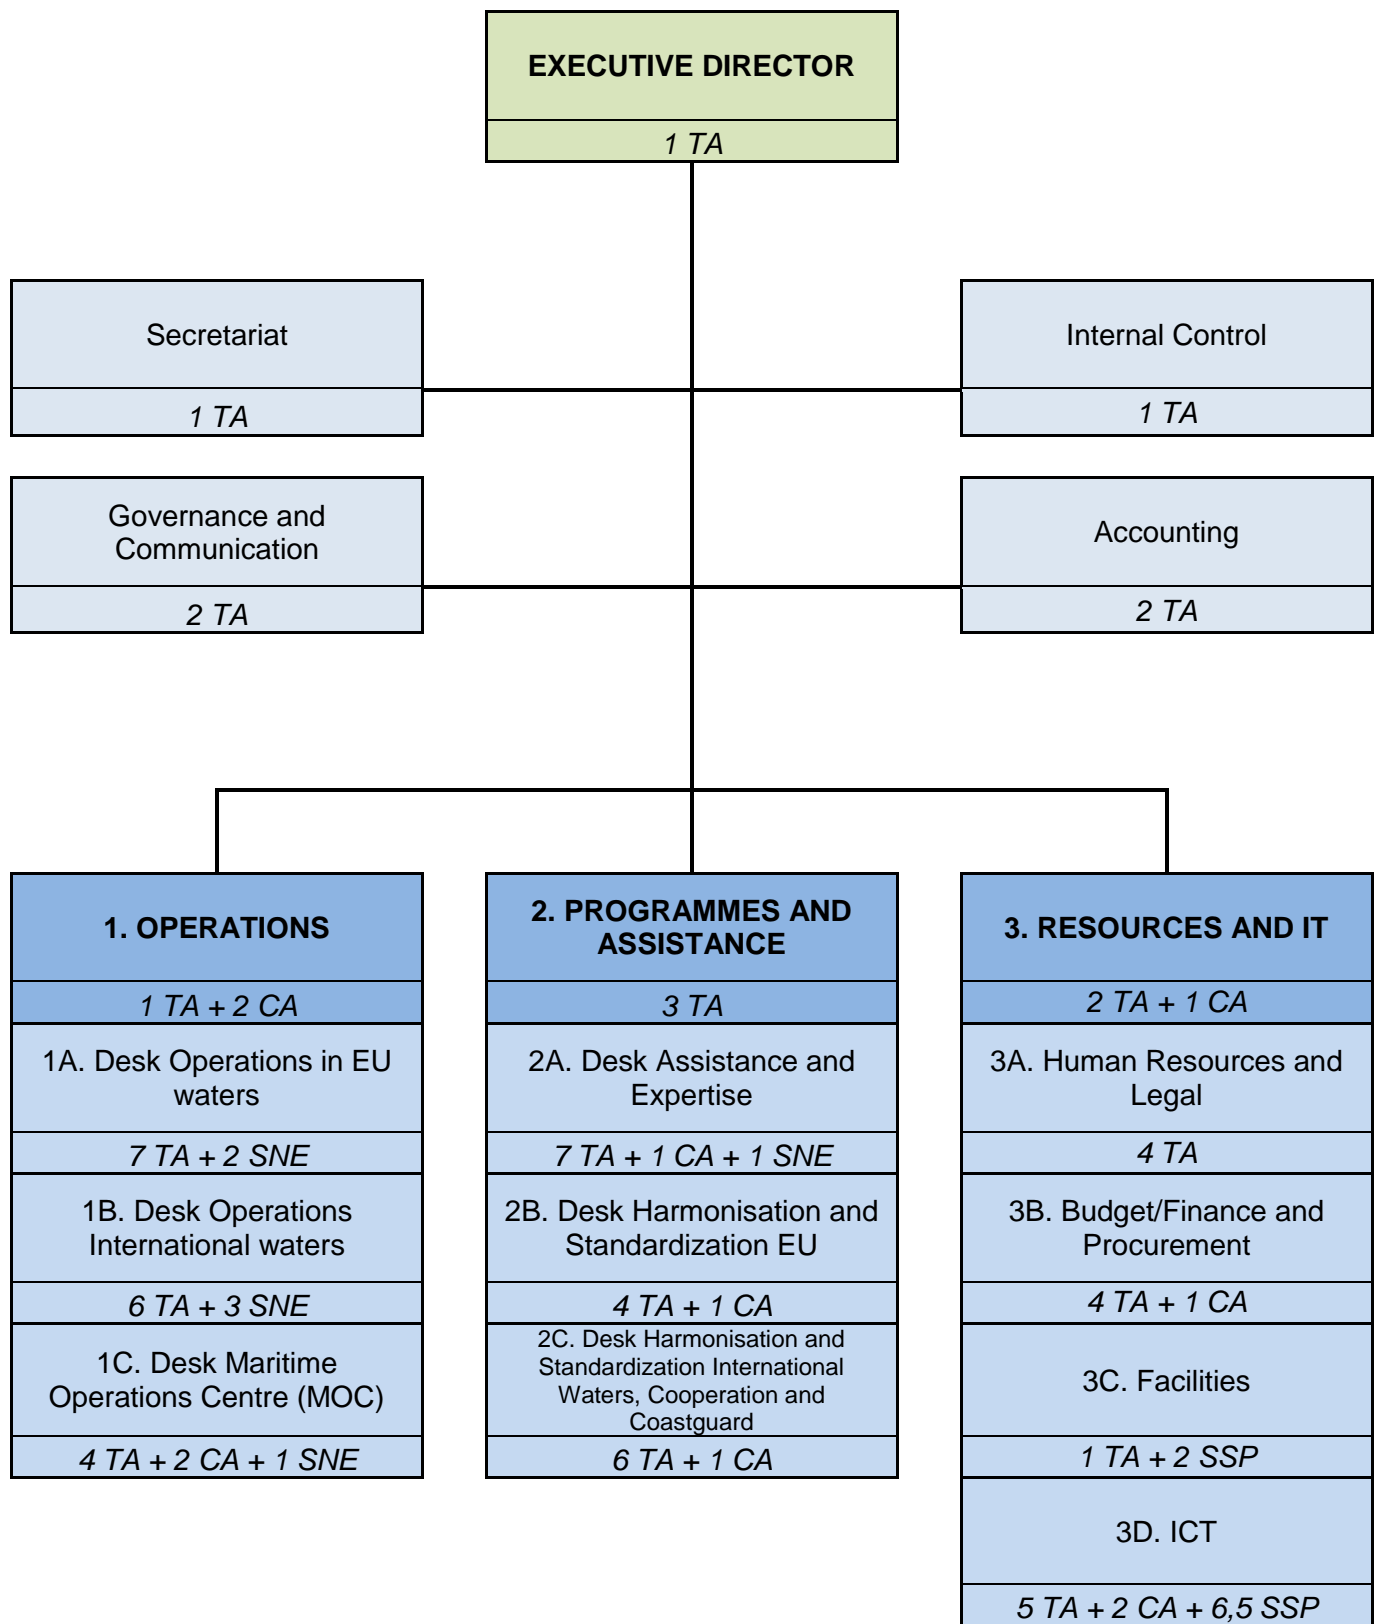 EXECUTIVE DIRECTOR
1 TA
Secretariat
1 TA
Internal Control
1 TA
Governance and
Communication
2 TA
Accounting
2 TA
1. OPERATIONS
1 TA + 2 CA
1A. Desk Operations in EU
waters
7 TA + 2 SNE
1B. Desk Operations
International waters
6 TA + 3 SNE
1C. Desk Maritime
Operations Centre (MOC)
4 TA + 2 CA + 1 SNE
2. PROGRAMMES AND
ASSISTANCE
3 TA
2A. Desk Assistance and
Expertise
7 TA + 1 CA + 1 SNE
2B. Desk Harmonisation and
Standardization EU
4 TA + 1 CA
2C. Desk Harmonisation and
Standardization International
Waters, Cooperation and
Coastguard
6 TA + 1 CA
3. RESOURCES AND IT
2 TA + 1 CA
3A. Human Resources and
Legal
4 TA
3B. Budget/Finance and
Procurement
4 TA + 1 CA
3C. Facilities
1 TA + 2 SSP
3D. ICT
5 TA + 2 CA + 6,5 SSP